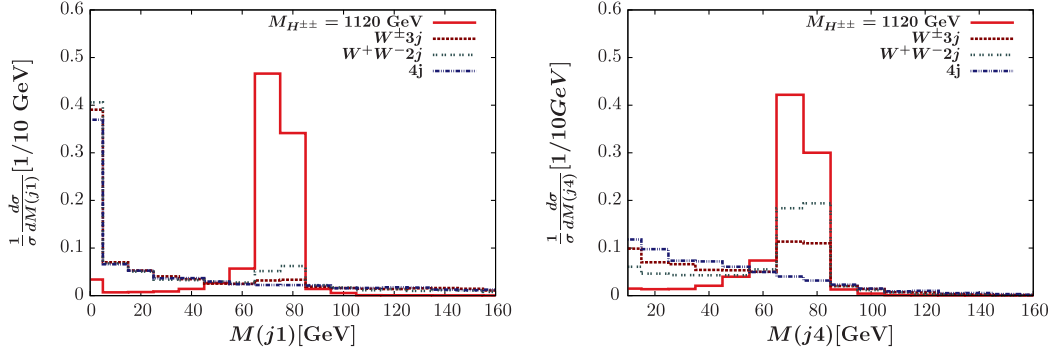 1/σ dσ/dM(j1) [1/10 GeV]
0.6
0.5
0.4
0.3
0.2
0.1
0
M_{H^{±±}} = 1120 GeV
W^{±}3j
W^{+}W^{-}2j
4j
0 20 40 60 80 100 120 140 160
M(j1)[GeV]
1/σ dσ/dM(j4) [1/10GeV]
0.6
0.5
0.4
0.3
0.2
0.1
0
M_{H^{±±}} = 1120 GeV
W^{±}3j
W^{+}W^{-}2j
4j
20 40 60 80 100 120 140 160
M(j4)[GeV]